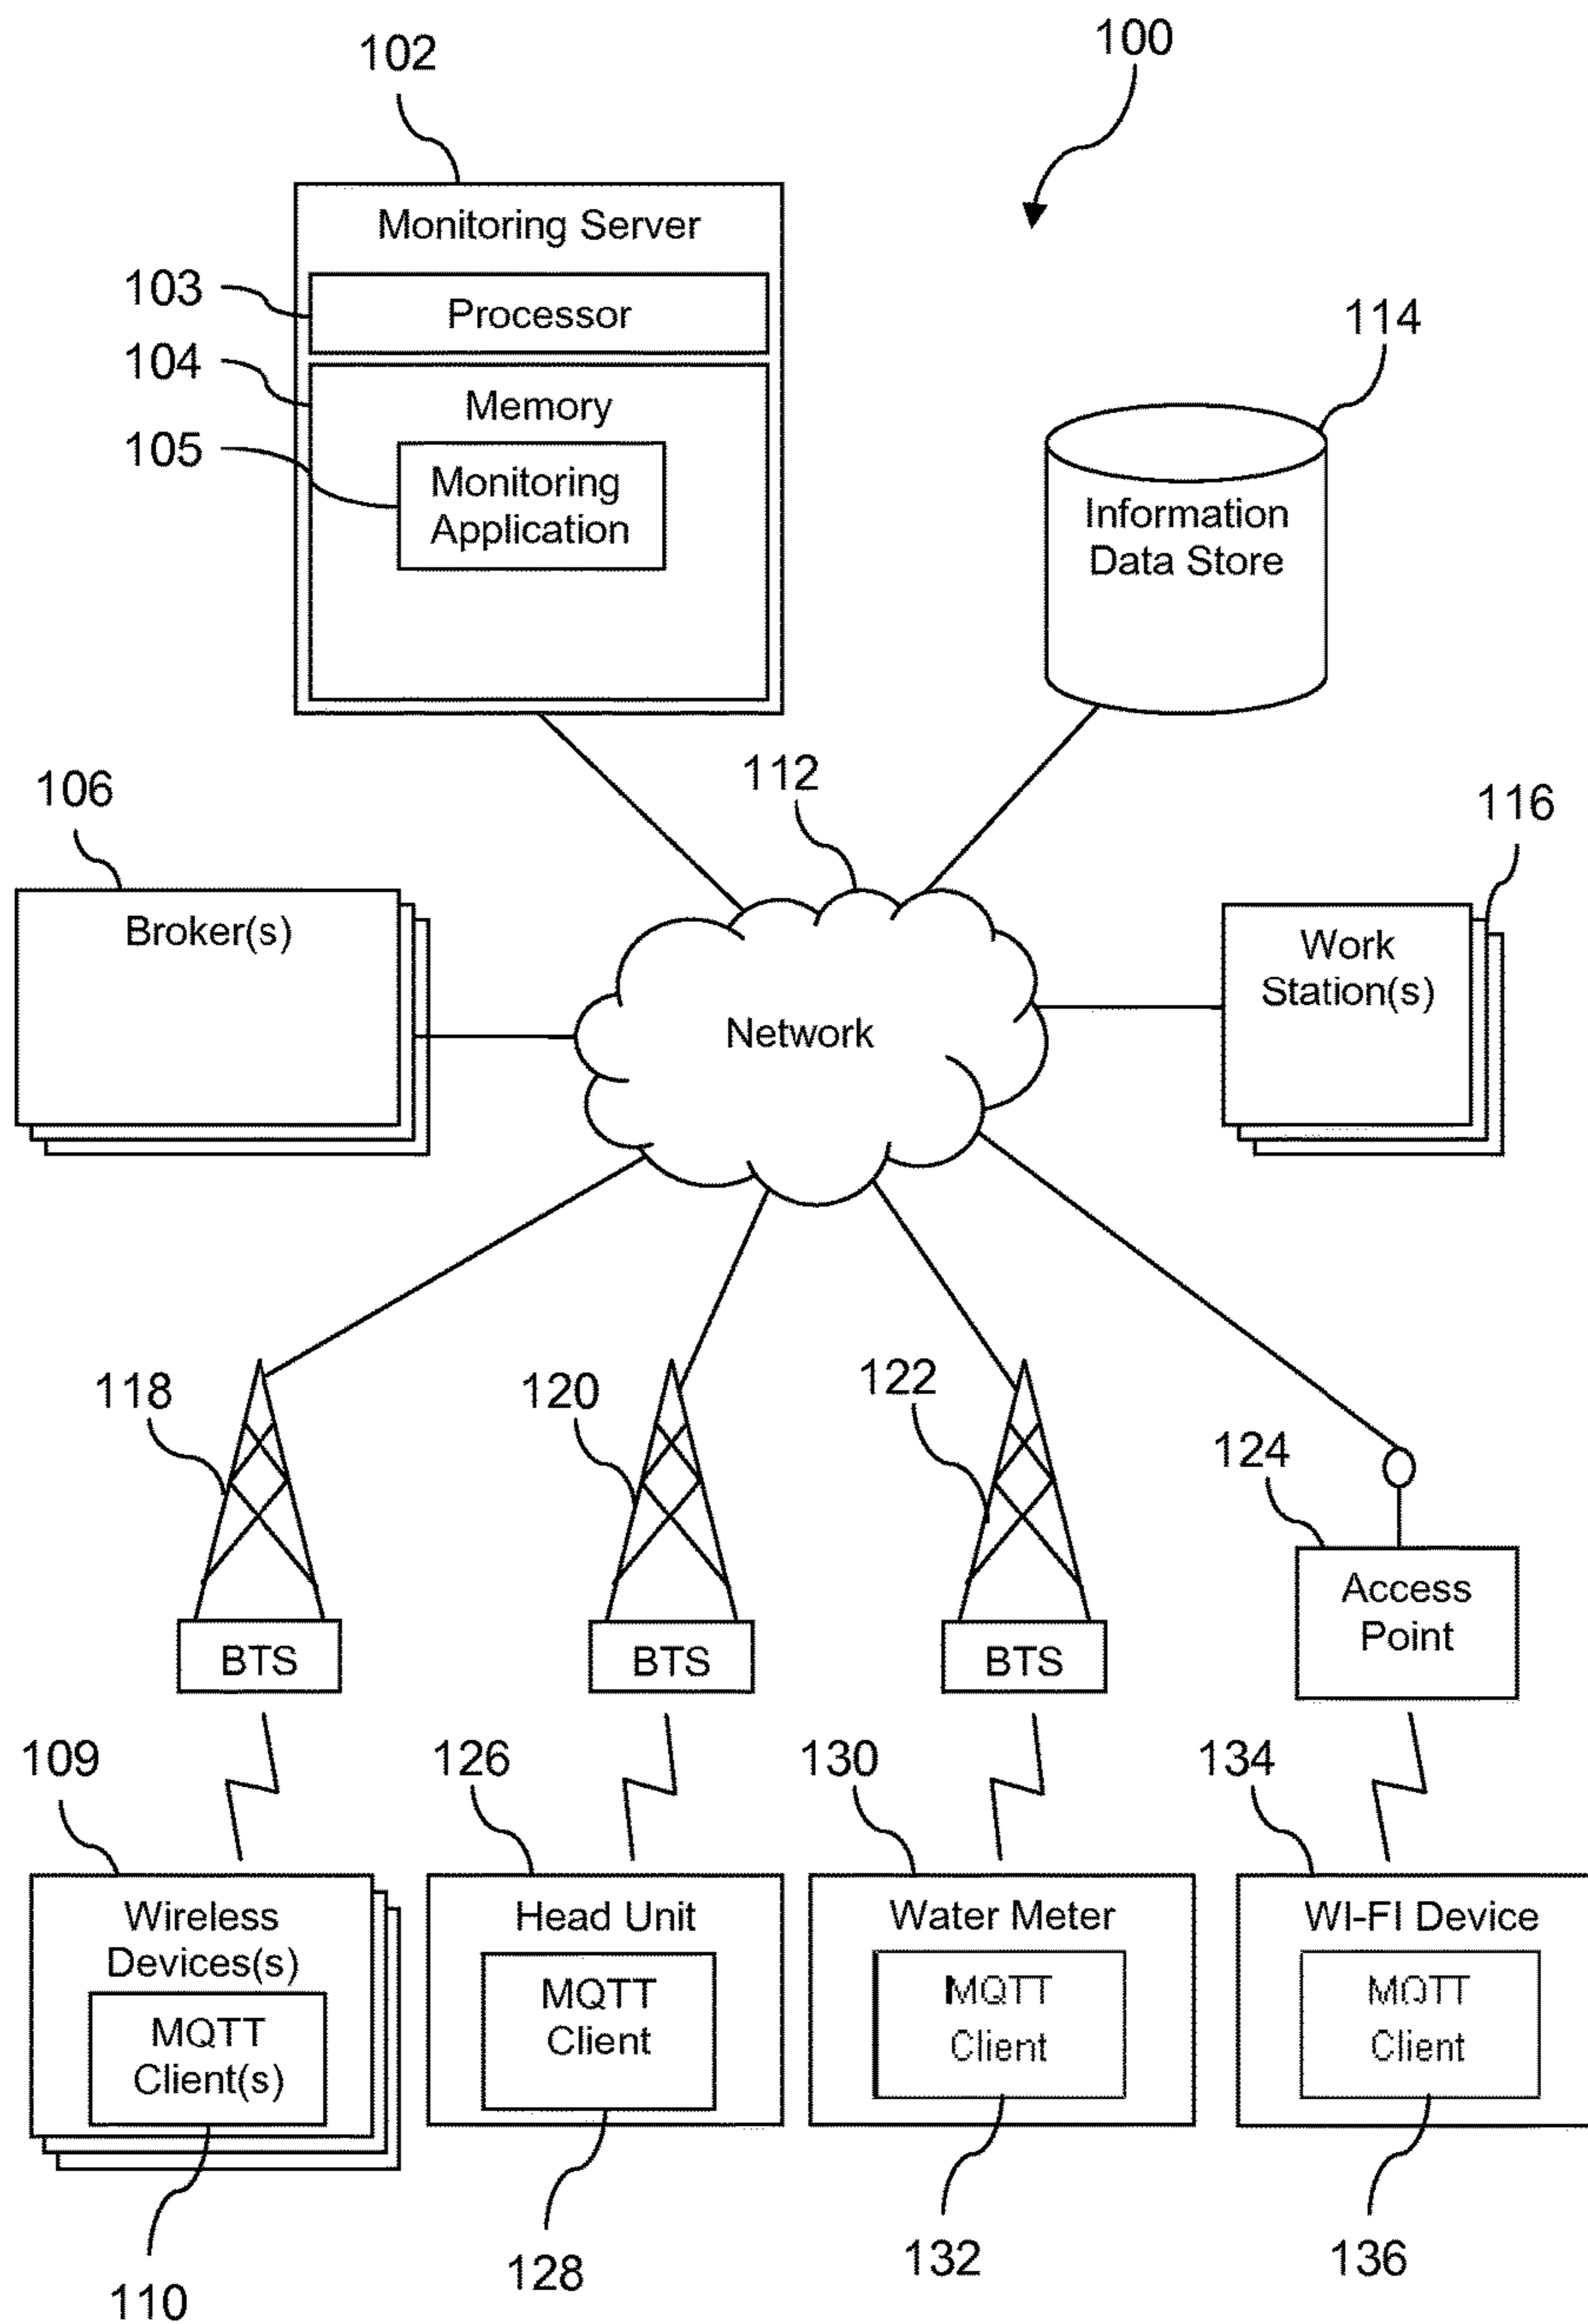 102
100
Monitoring Server
103
Processor
114
104
Memory
105
Monitoring
Application
Information
Data Store
112
106
116
Broker(s)
Work
Station(s)
Network
118
120
122
124
Access
Point
BTS
BTS
BTS
109
126
130
134
Wireless
Devices(s)
MQTT
Client(s)
Head Unit
MQTT
Client
Water Meter
MQTT
Client
WI-FI Device
MQTT
Client
110
128
132
136